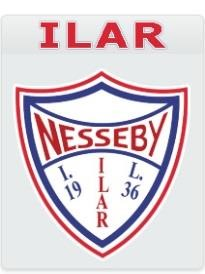 ILAR
NESSEBY
I. L.
19 36
ILAR